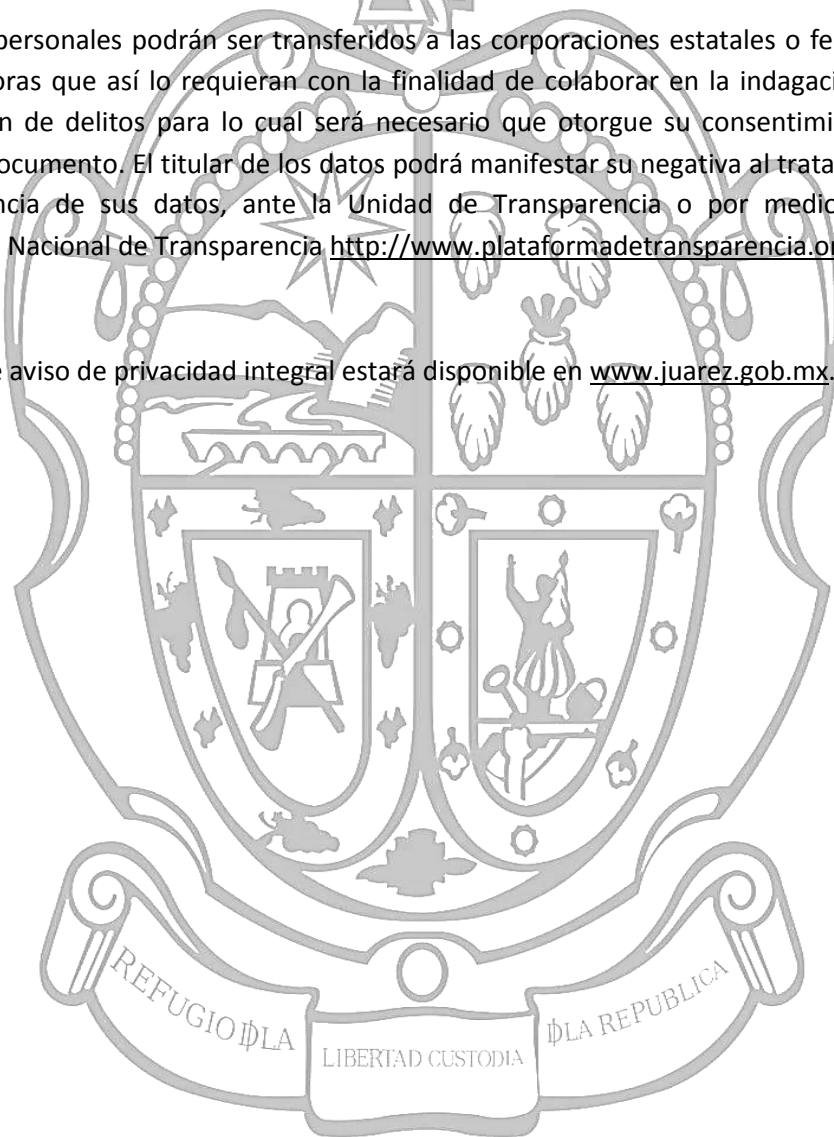 personales podrán ser transferidos a las corporaciones estatales o fe
oras que así lo requieran con la finalidad de colaborar en la indagaci
n de delitos para lo cual será necesario que otorgue su consentimi
ocumento. El titular de los datos podrá manifestar su negativa al trata
ncia de sus datos, ante la Unidad de Transparencia o por medio
Nacional de Transparencia http://www.plataformadetransparencia.or
e aviso de privacidad integral estará disponible en www.juarez.gob.mx.
REFUGIO DLA
LIBERTAD CUSTODIA
DLA REPUBLICA